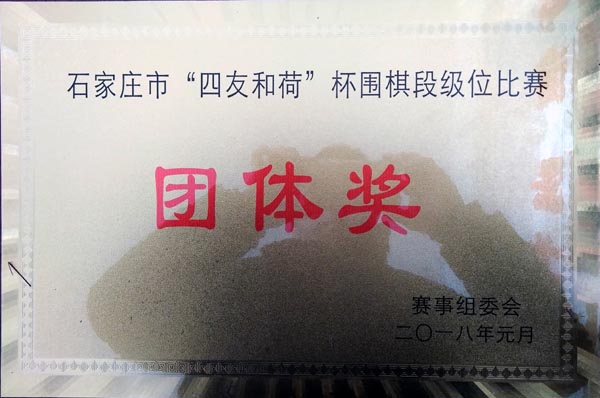 石家庄市“四友和荷”杯围棋段级位比赛
团体奖
赛事组委会
二〇一八年元月